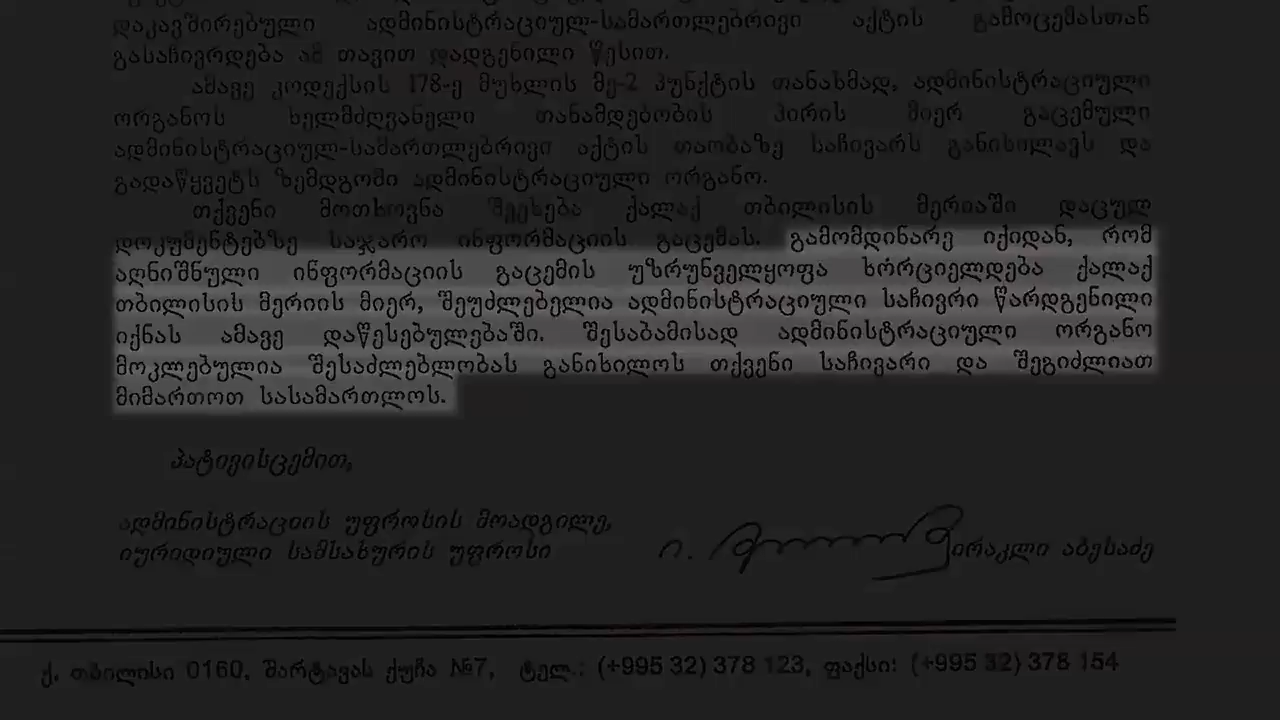 დაკავშირებული ადმინისტრაციულ-სამართლებრივი აქტის გამოცემასთან
გასაჩივრდება ამ თავით დადგენილი წესით.
ამავე კოდექსის 178-ე მუხლის მე-2 პუნქტის თანახმად, ადმინისტრაციული
ორგანოს ხელმძღვანელი თანამდებობის პირის მიერ გაცემული
ადმინისტრაციულ-სამართლებრივი აქტის თაობაზე საჩივარს განიხილავს და
გადაწყვეტს ზემდგომი ადმინისტრაციული ორგანო.
თქვენი მოთხოვნა შეეხება ქალაქ თბილისის მერიაში დაცულ
დოკუმენტებზე საჯარო ინფორმაციის გაცემას. გამომდინარე იქიდან, რომ
აღნიშნული ინფორმაციის გაცემის უზრუნველყოფა ხორციელდება ქალაქ
თბილისის მერიის მიერ, შეუძლებელია ადმინისტრაციული საჩივრი წარდგენილი
იქნას ამავე დაწესებულებაში. შესაბამისად ადმინისტრაციული ორგანო
მოკლებულია შესაძლებლობას განიხილოს თქვენი საჩივარი და შეგიძლიათ
მიმართოთ სასამართლოს.
პატივისცემით,
ადმინისტრაციის უფროსის მოადგილე,
იურიდიული სამსახურის უფროსი ირაკლი აბესაძე
ქ. თბილისი 0160, შარტავას ქუჩა №7, ტელ.: (+995 32) 378 123, ფაქსი: (+995 32) 378 154